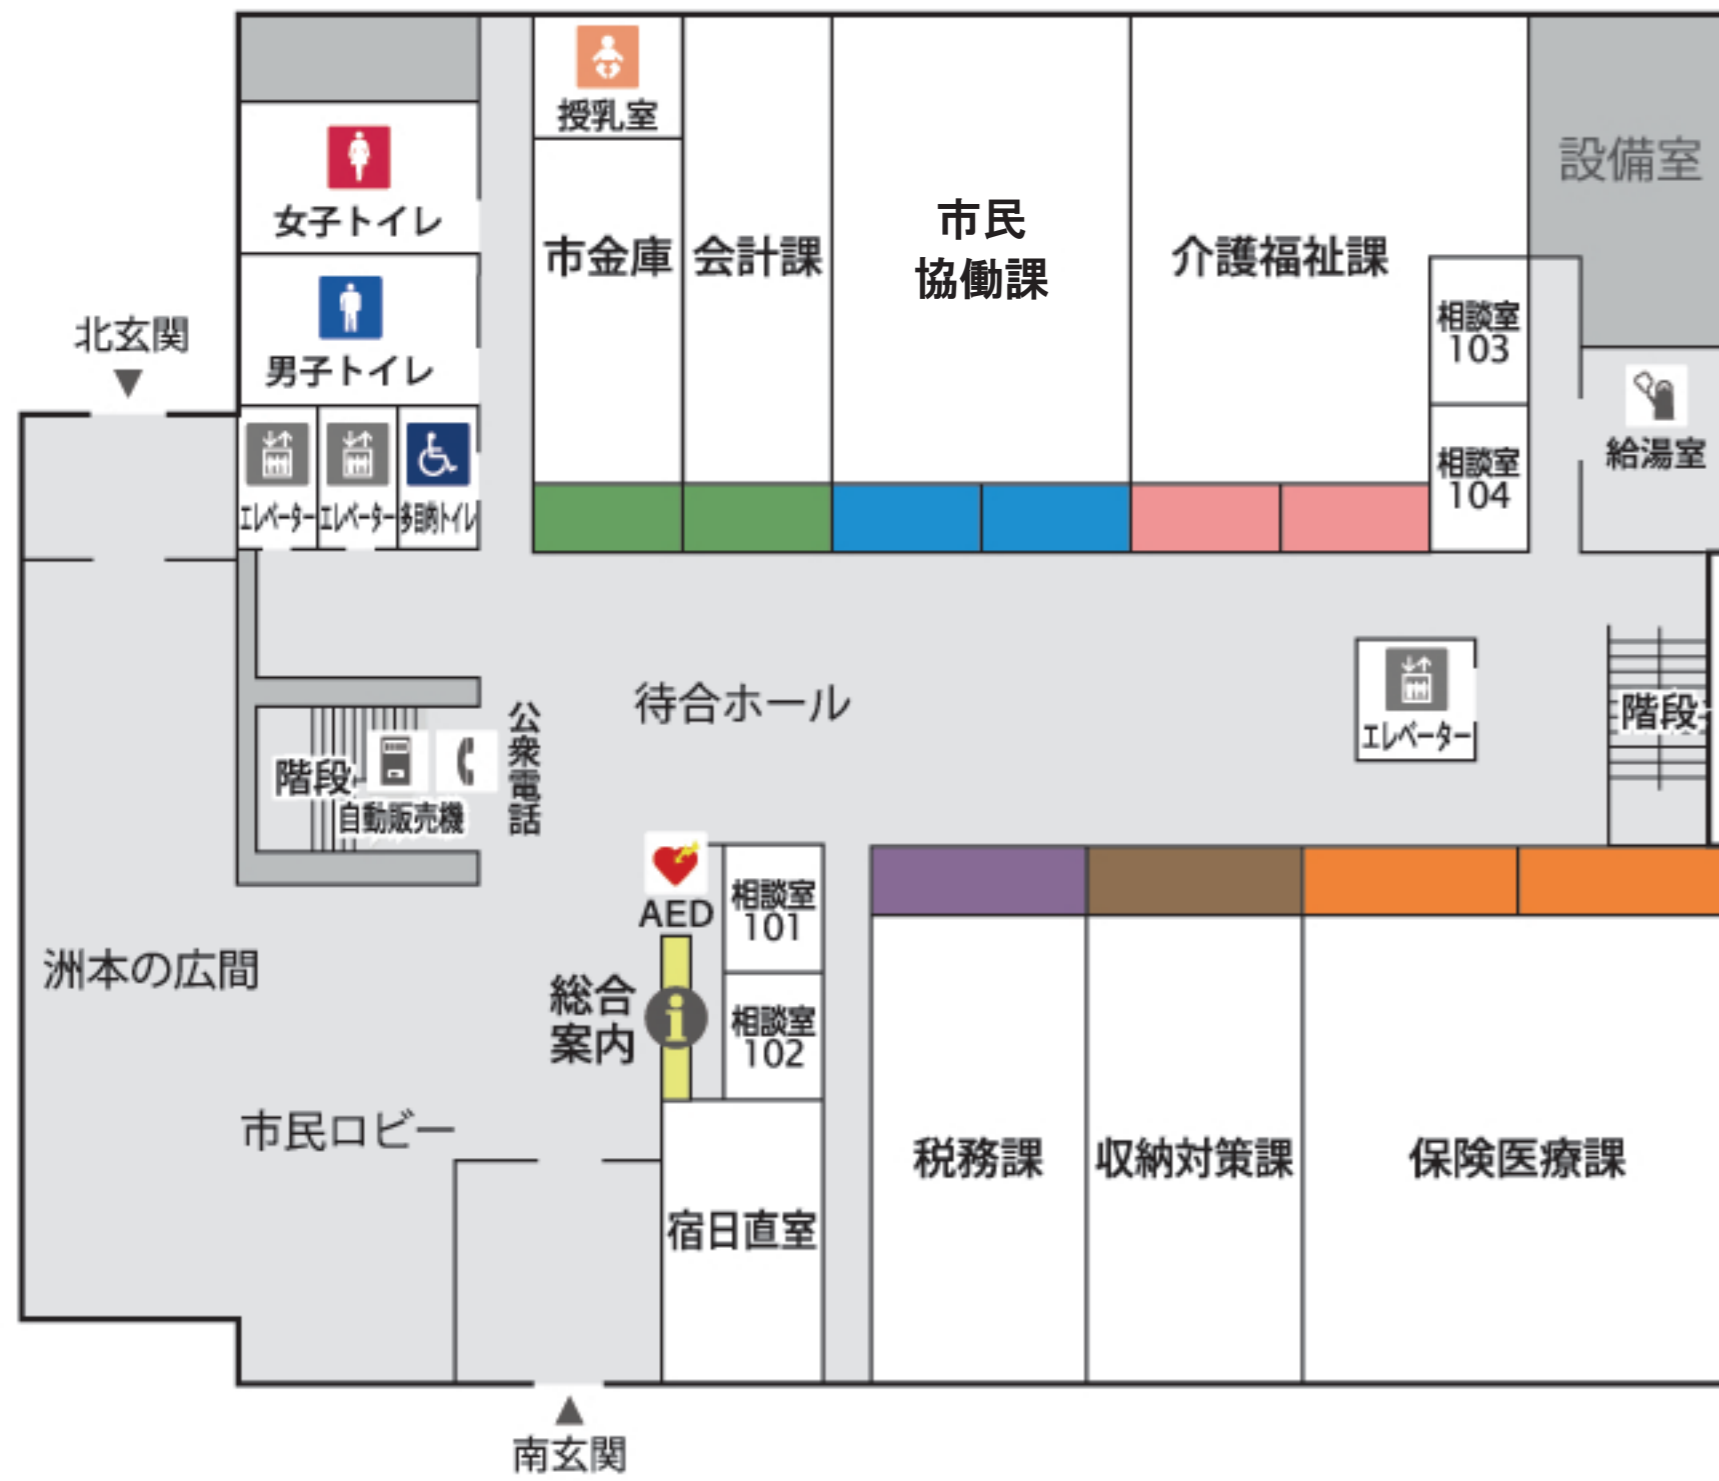 授乳室
女子トイレ
男子トイレ
北玄関
エレベーター
エレベーター
多目的トイレ
市金庫
会計課
市民
協働課
介護福祉課
設備室
相談室
103
相談室
104
給湯室
待合ホール
エレベーター
階段
階段
自動販売機
公衆電話
AED
相談室
101
相談室
102
総合
案内
洲本の広間
市民ロビー
宿日直室
税務課
収納対策課
保険医療課
南玄関